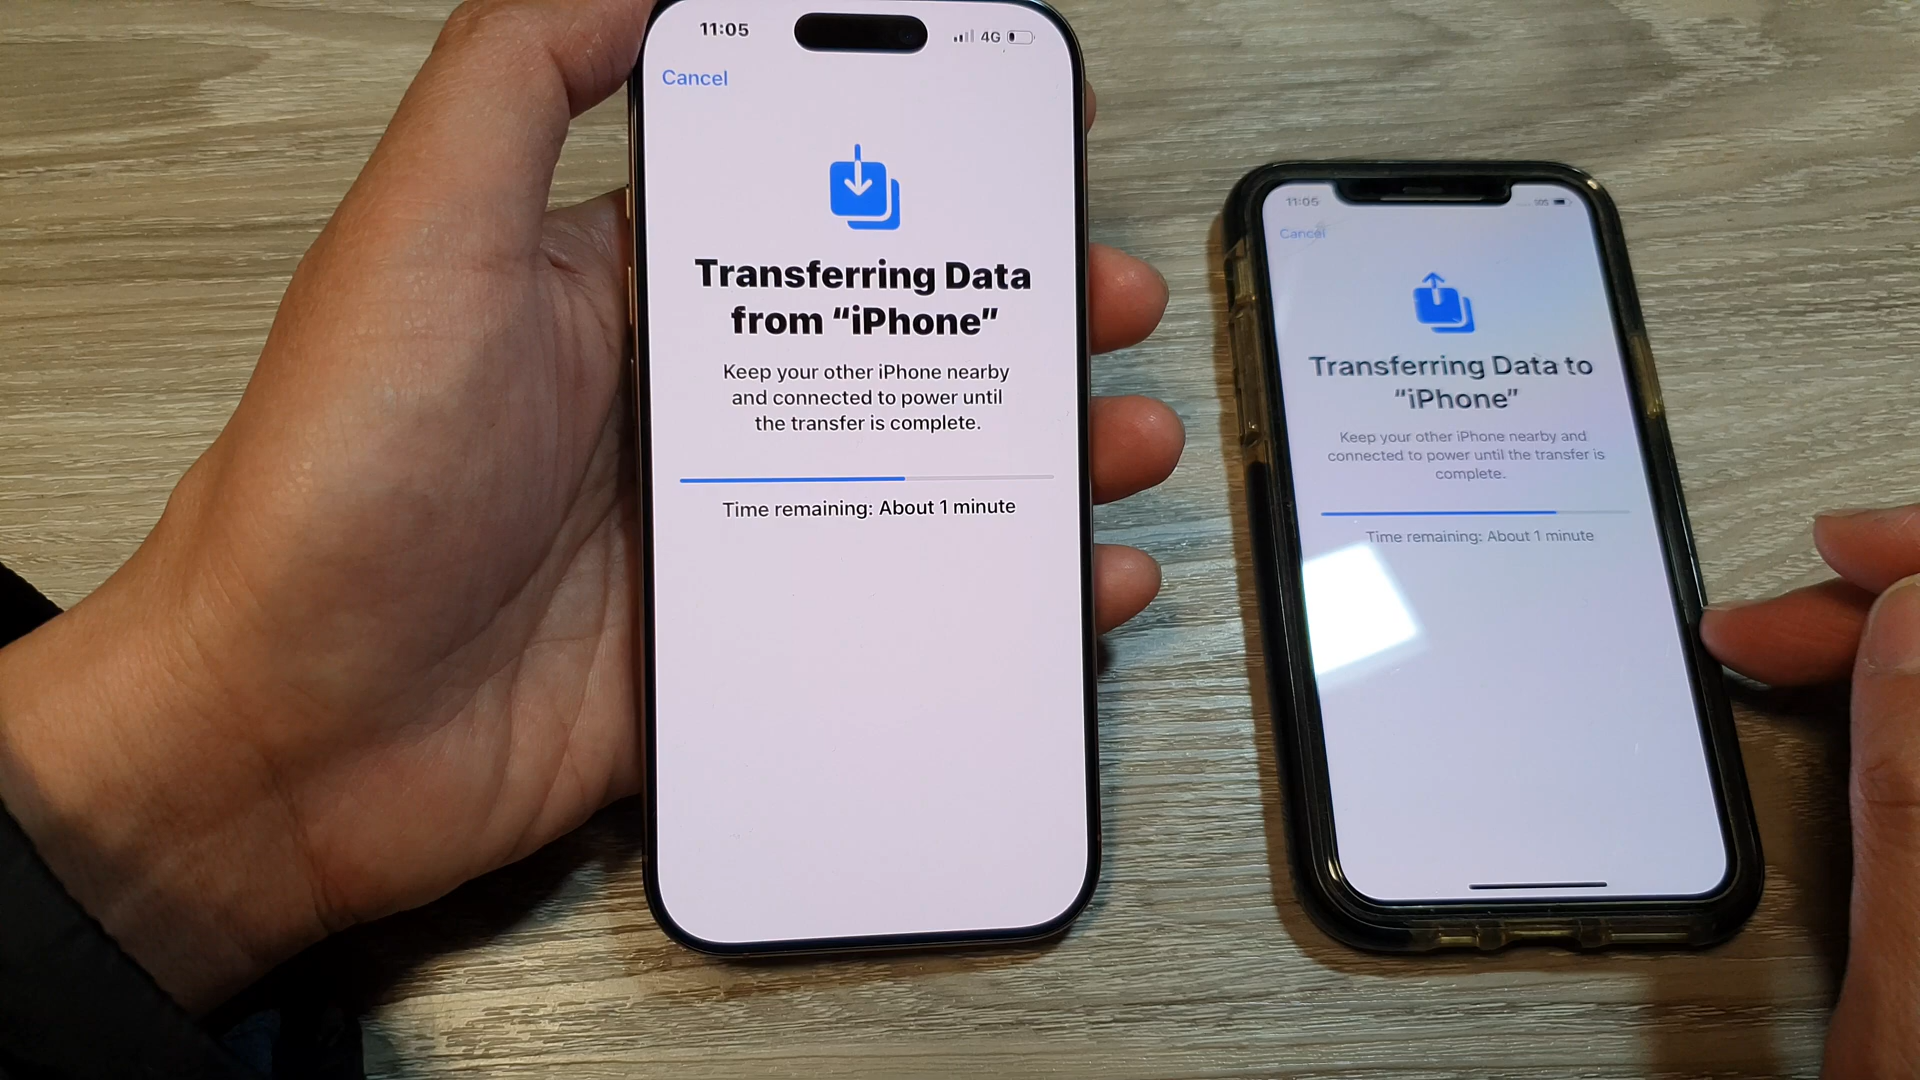 11:05
4G
Cancel
Transferring Data
from “iPhone”
Keep your other iPhone nearby
and connected to power until
the transfer is complete.
Time remaining: About 1 minute
11:05
SOS
Cancel
Transferring Data to
“iPhone”
Keep your other iPhone nearby and
connected to power until the transfer is
complete.
Time remaining: About 1 minute